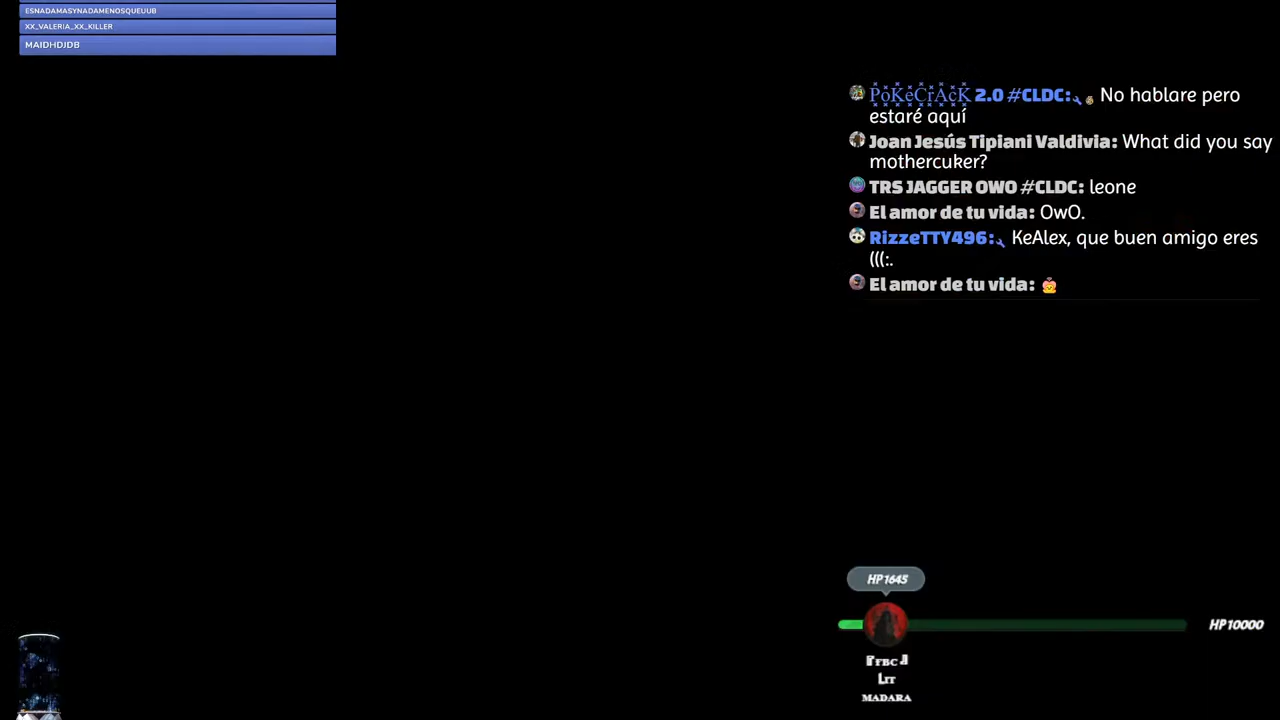 ESNADAMASYNADAMENOSQUEUUB
XX_VALERIA_XX_KILLER
MAIDHDJDB
PoKeCrAcK 2.0 #CLDC: No hablare pero
estaré aquí
Joan Jesús Tipiani Valdivia: What did you say
mothercuker?
TRS JAGGER OWO #CLDC: leone
El amor de tu vida: OwO.
RizzeTTY496: KeAlex, que buen amigo eres
(((:.
El amor de tu vida:
HP1645
HP10000
『FBC』
Lᴛᴛ
MADARA